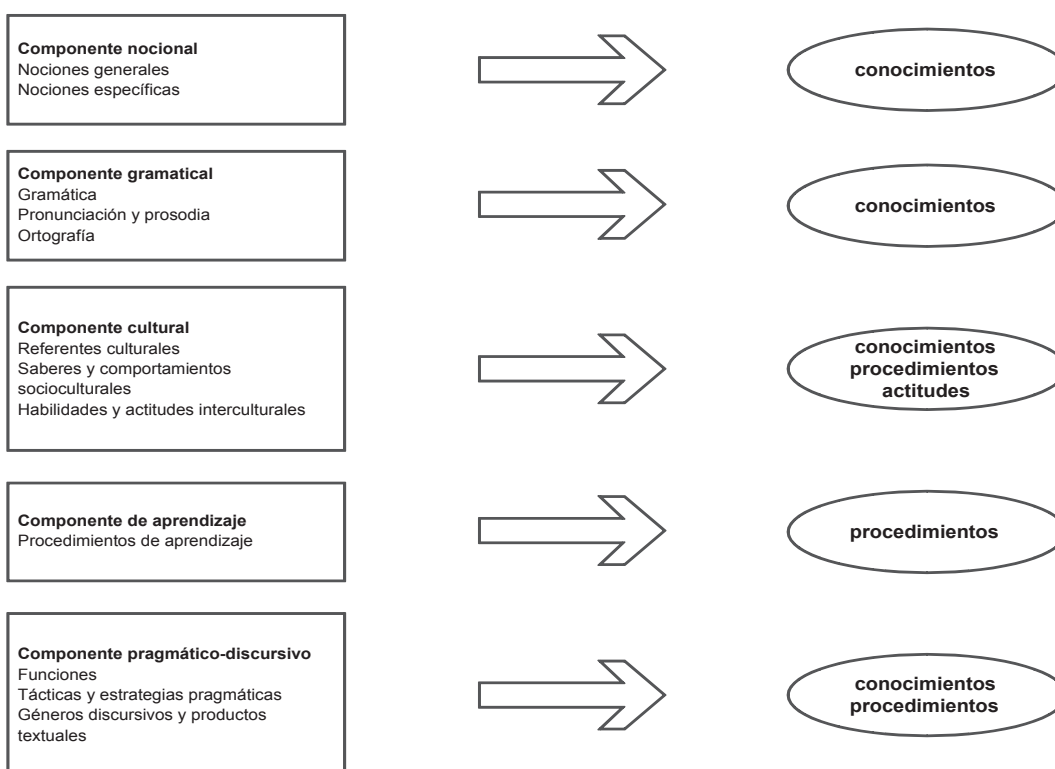 Componente nocional
Nociones generales
Nociones específicas
conocimientos
Componente gramatical
Gramática
Pronunciación y prosodia
Ortografía
conocimientos
Componente cultural
Referentes culturales
Saberes y comportamientos
socioculturales
Habilidades y actitudes interculturales
conocimientos
procedimientos
actitudes
Componente de aprendizaje
Procedimientos de aprendizaje
procedimientos
Componente pragmático-discursivo
Funciones
Tácticas y estrategias pragmáticas
Géneros discursivos y productos
textuales
conocimientos
procedimientos